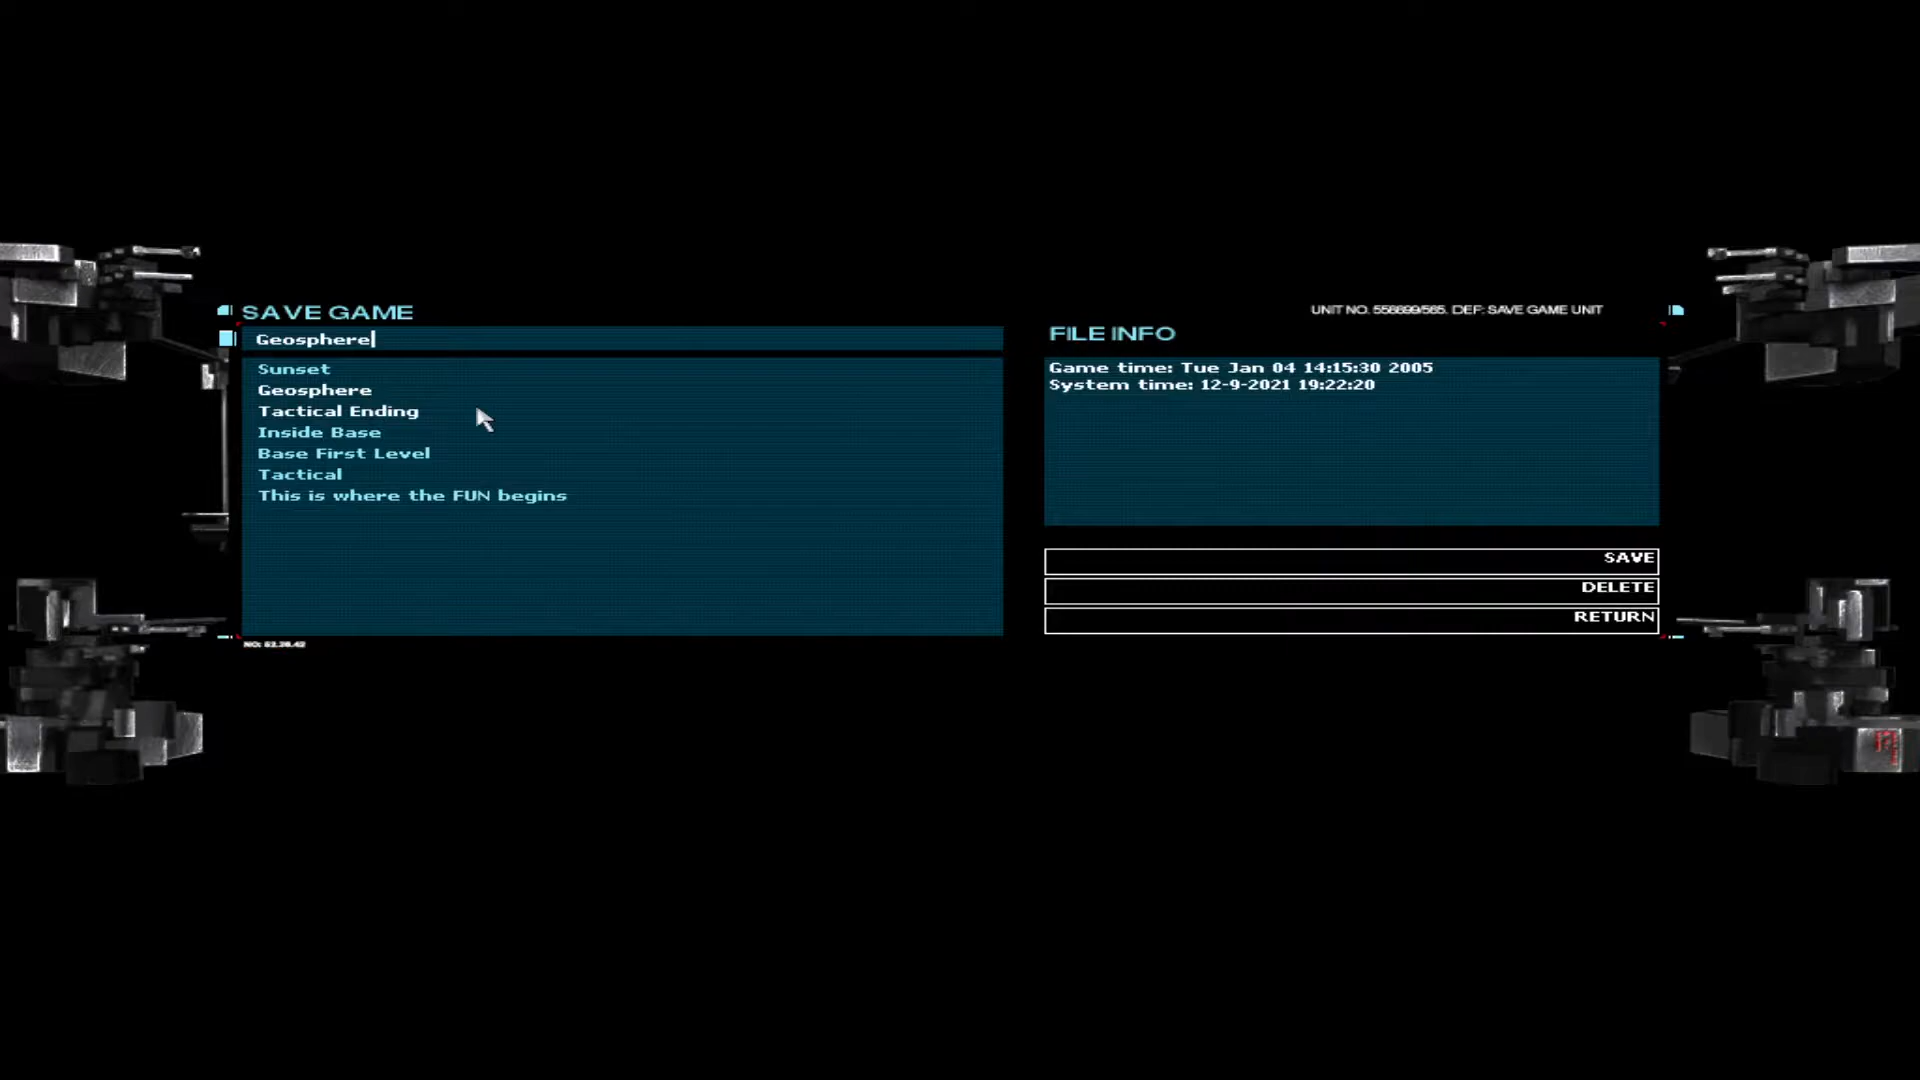 SAVE GAME
UNIT NO. 558699/565. DEF: SAVE GAME UNIT
Geosphere
FILE INFO
Sunset
Geosphere
Tactical Ending
Inside Base
Base First Level
Tactical
This is where the FUN begins
Game time: Tue Jan 04 14:15:30 2005
System time: 12-9-2021 19:22:20
SAVE
DELETE
RETURN